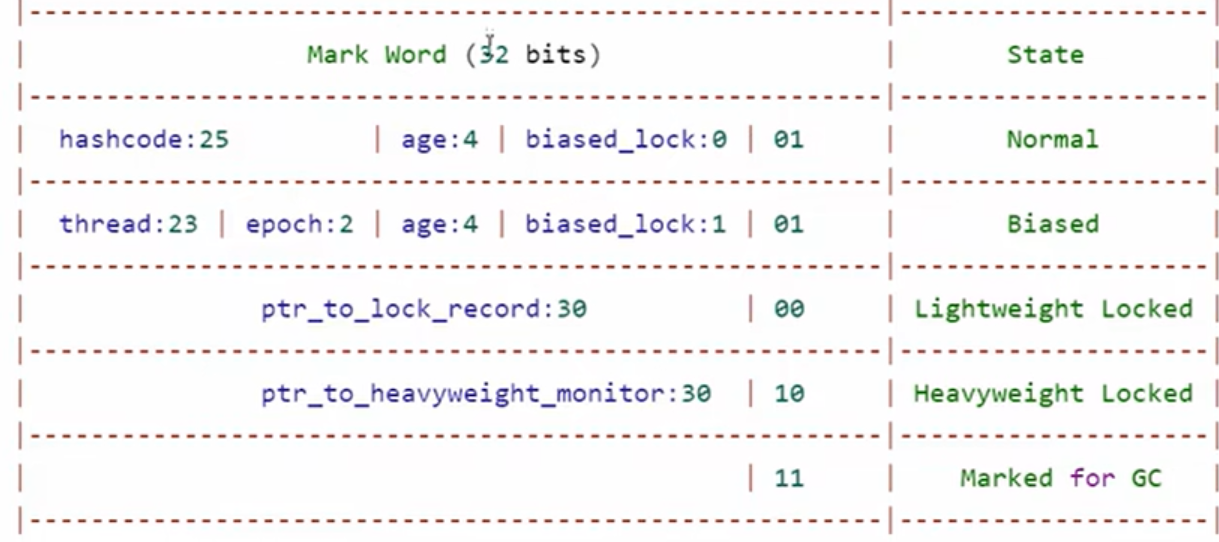 |--------------------------------------------------------|--------------------|
| Mark Word (32 bits) | State |
|--------------------------------------------------------|--------------------|
| hashcode:25 | age:4 | biased_lock:0 | 01 | Normal |
|--------------------------------------------------------|--------------------|
| thread:23 | epoch:2 | age:4 | biased_lock:1 | 01 | Biased |
|--------------------------------------------------------|--------------------|
| ptr_to_lock_record:30 | 00 | Lightweight Locked |
|--------------------------------------------------------|--------------------|
| ptr_to_heavyweight_monitor:30 | 10 | Heavyweight Locked |
|--------------------------------------------------------|--------------------|
| | 11 | Marked for GC |
|--------------------------------------------------------|--------------------|